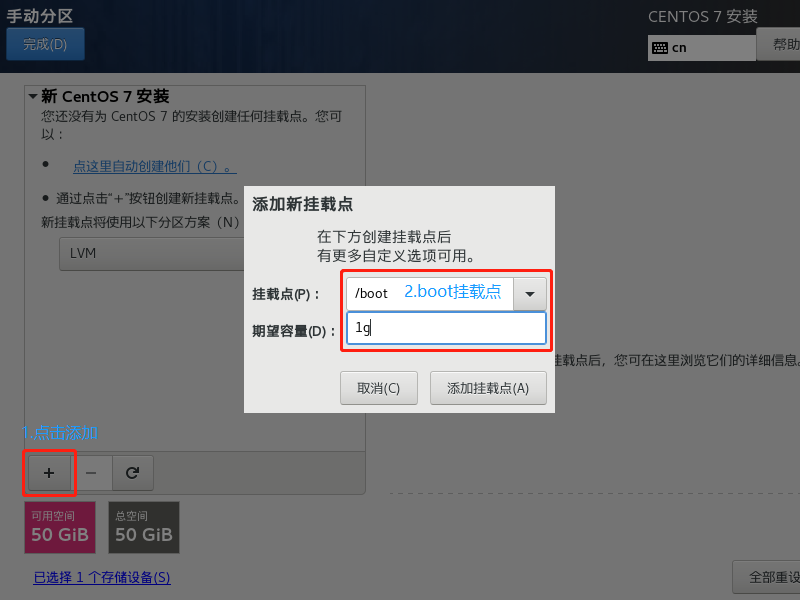 手动分区
完成(D)
CENTOS 7 安装
cn
帮助
新 CentOS 7 安装
您还没有为 CentOS 7 的安装创建任何挂载点。您可
以：
点这里自动创建他们（C）。
通过点击“+”按钮创建新挂载点。
新挂载点将使用以下分区方案（N）
LVM
添加新挂载点
在下方创建挂载点后
有更多自定义选项可用。
挂载点(P)：
/boot
2.boot挂载点
期望容量(D)：
1g
取消(C)
添加挂载点(A)
挂载点后，您可在这里浏览它们的详细信息。
1.点击添加
+
−
可用空间
50 GiB
总空间
50 GiB
已选择 1 个存储设备(S)
全部重设